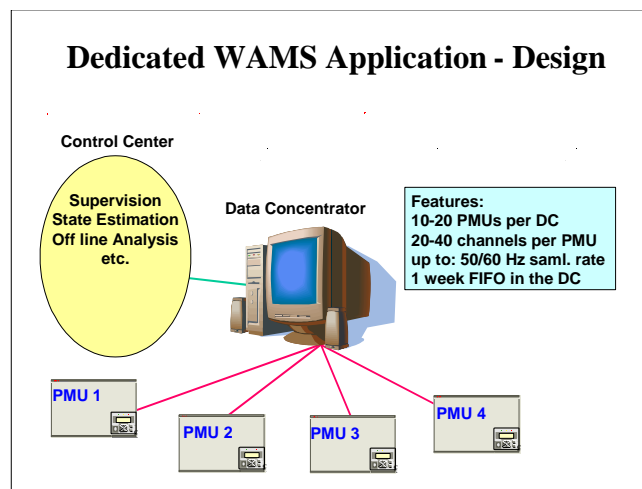 Dedicated WAMS Application - Design
Control Center
Supervision
State Estimation
Off line Analysis
etc.
Data Concentrator
Features:
10-20 PMUs per DC
20-40 channels per PMU
up to: 50/60 Hz saml. rate
1 week FIFO in the DC
PMU 1
PMU 2
PMU 3
PMU 4